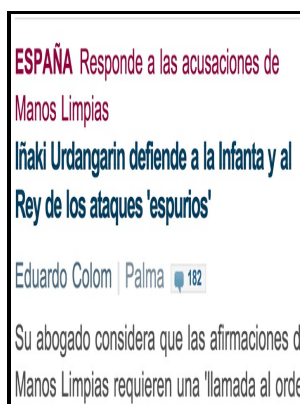 ESPAÑA Responde a las acusaciones de
Manos Limpias
Iñaki Urdangarin defiende a la Infanta y al
Rey de los ataques 'espurios'
Eduardo Colom | Palma 182
Su abogado considera que las afirmaciones d
Manos Limpias requieren una 'llamada al orde